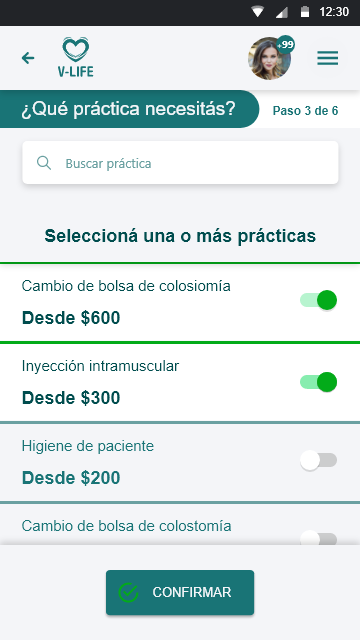 12:30
+99
V-LIFE
¿Qué práctica necesitás?
Paso 3 de 6
Buscar práctica
Seleccioná una o más prácticas
Cambio de bolsa de colosiomía
Desde $600
Inyección intramuscular
Desde $300
Higiene de paciente
Desde $200
Cambio de bolsa de colostomía
CONFIRMAR